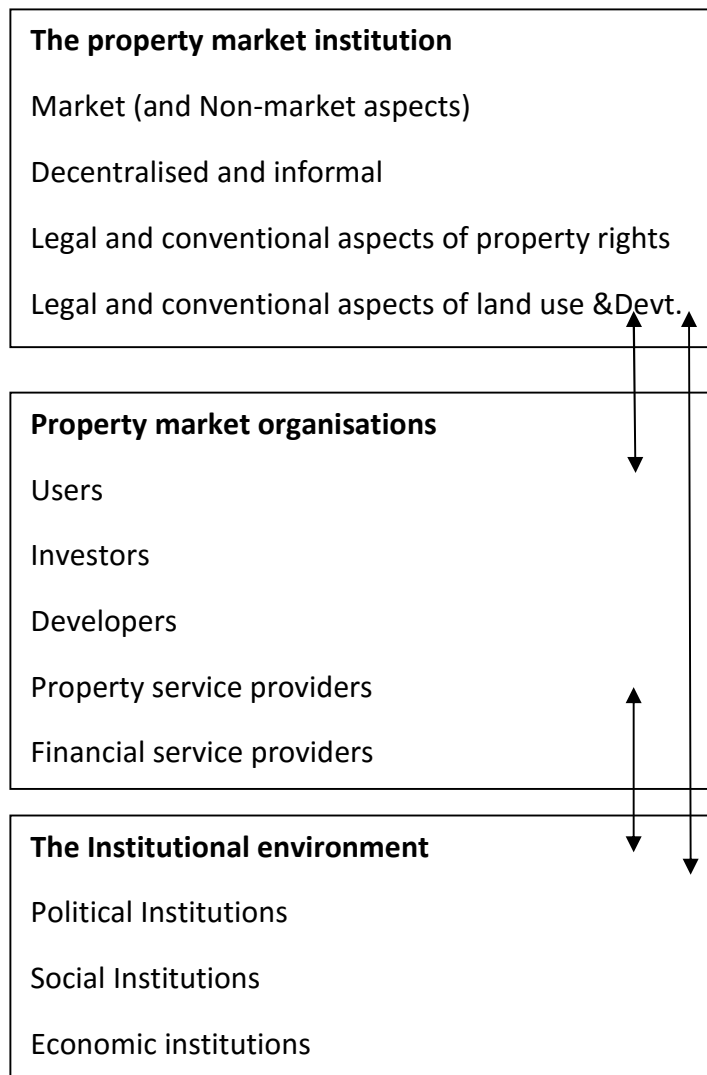 The property market institution
Market (and Non-market aspects)
Decentralised and informal
Legal and conventional aspects of property rights
Legal and conventional aspects of land use &Devt.
Property market organisations
Users
Investors
Developers
Property service providers
Financial service providers
The Institutional environment
Political Institutions
Social Institutions
Economic institutions